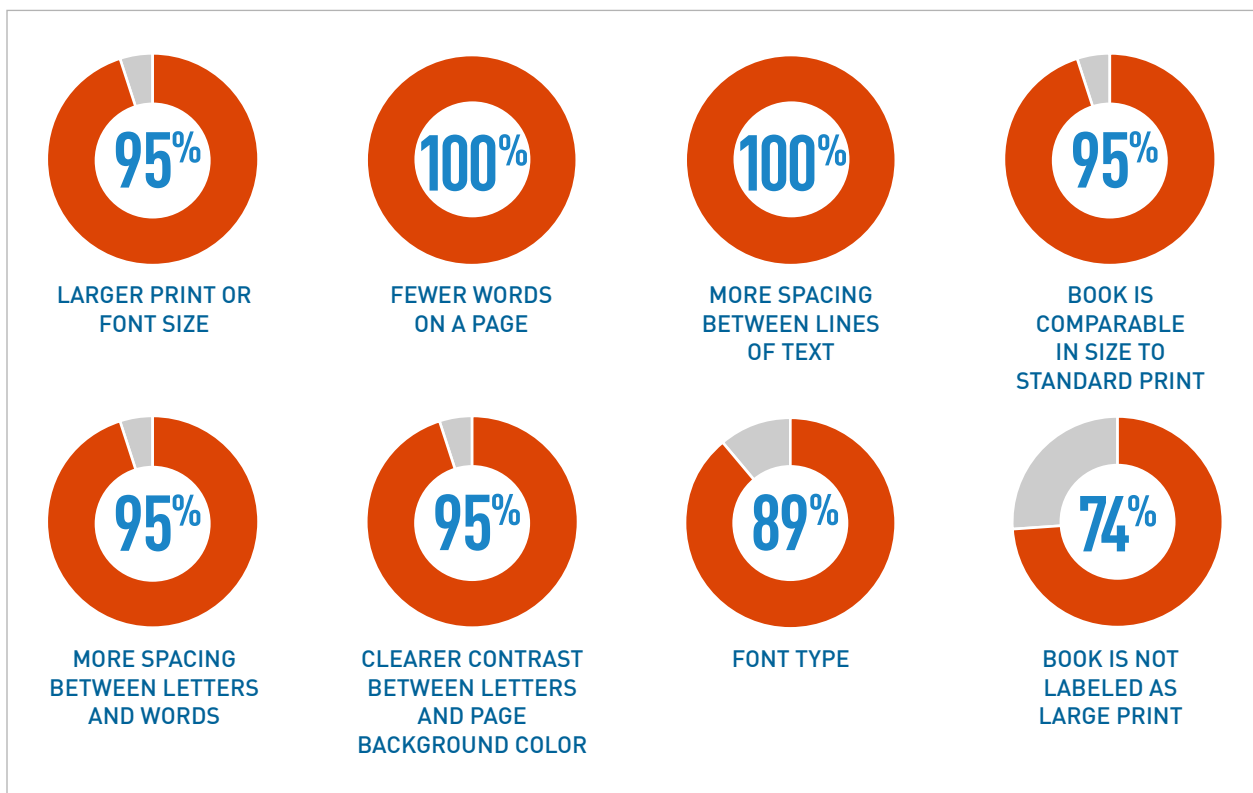 95%
LARGER PRINT OR
FONT SIZE
100%
FEWER WORDS
ON A PAGE
100%
MORE SPACING
BETWEEN LINES
OF TEXT
95%
BOOK IS
COMPARABLE
IN SIZE TO
STANDARD PRINT
95%
MORE SPACING
BETWEEN LETTERS
AND WORDS
95%
CLEARER CONTRAST
BETWEEN LETTERS
AND PAGE
BACKGROUND COLOR
89%
FONT TYPE
74%
BOOK IS NOT
LABELED AS
LARGE PRINT